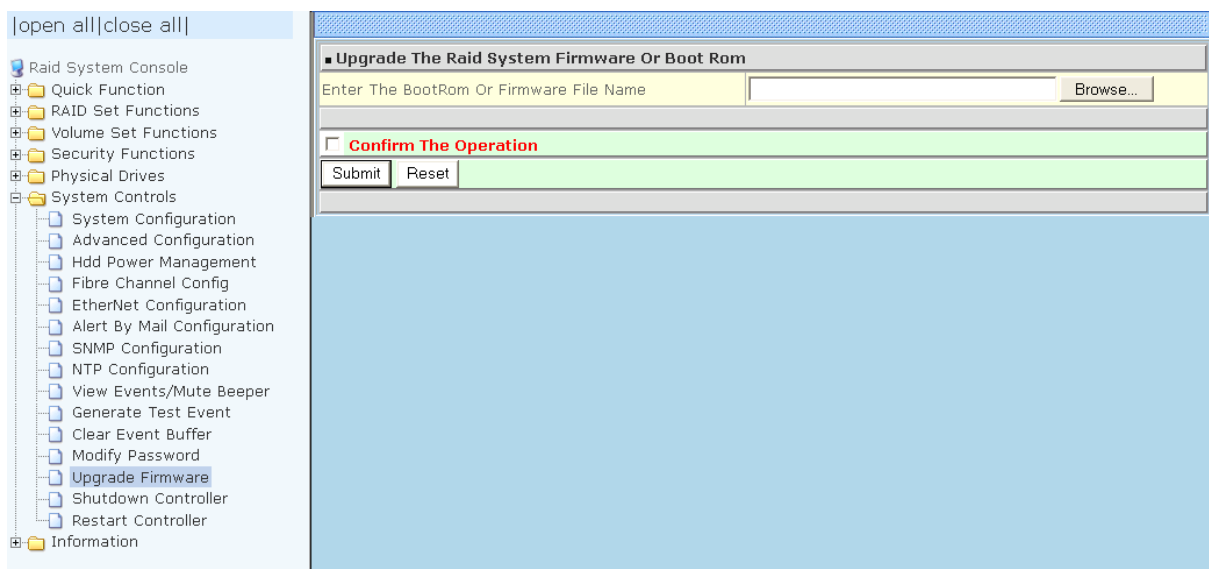 |open all|close all|
Raid System Console
Quick Function
RAID Set Functions
Volume Set Functions
Security Functions
Physical Drives
System Controls
System Configuration
Advanced Configuration
Hdd Power Management
Fibre Channel Config
EtherNet Configuration
Alert By Mail Configuration
SNMP Configuration
NTP Configuration
View Events/Mute Beeper
Generate Test Event
Clear Event Buffer
Modify Password
Upgrade Firmware
Shutdown Controller
Restart Controller
Information
Upgrade The Raid System Firmware Or Boot Rom
Enter The BootRom Or Firmware File Name
Browse...
Confirm The Operation
Submit Reset